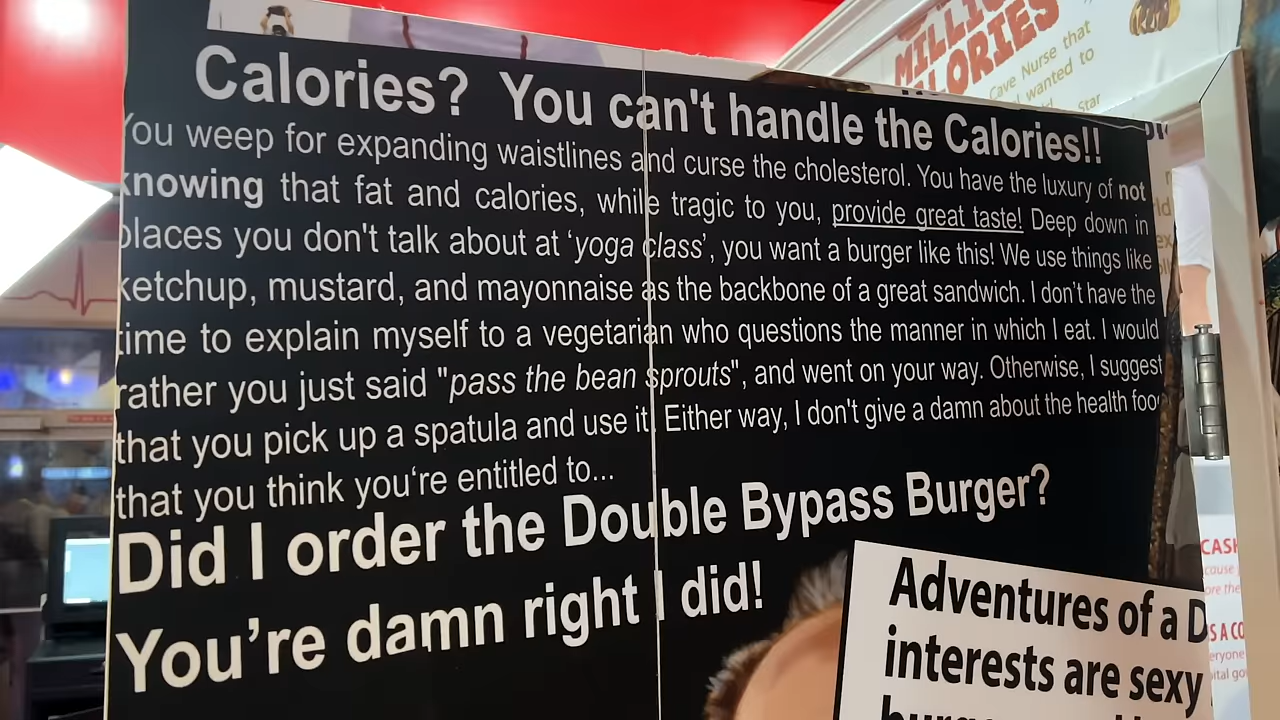 Calories? You can't handle the Calories!!
You weep for expanding waistlines and curse the cholesterol. You have the luxury of not
knowing that fat and calories, while tragic to you, provide great taste! Deep down in
places you don't talk about at ‘yoga class’, you want a burger like this! We use things like
ketchup, mustard, and mayonnaise as the backbone of a great sandwich. I don't have the
time to explain myself to a vegetarian who questions the manner in which I eat. I would
rather you just said "pass the bean sprouts", and went on your way. Otherwise, I suggest
that you pick up a spatula and use it. Either way, I don't give a damn about the health foo
that you think you‘re entitled to...
Did I order the Double Bypass Burger?
You’re damn right I did!
Adventures of a D
interests are sexy
Cave Nurse that
wanted to
Star
CASH